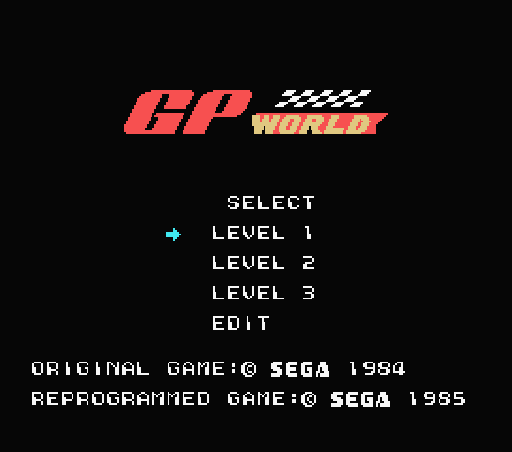 GP WORLD
SELECT
LEVEL 1
LEVEL 2
LEVEL 3
EDIT
ORIGINAL GAME:© SEGA 1984
REPROGRAMMED GAME:© SEGA 1985